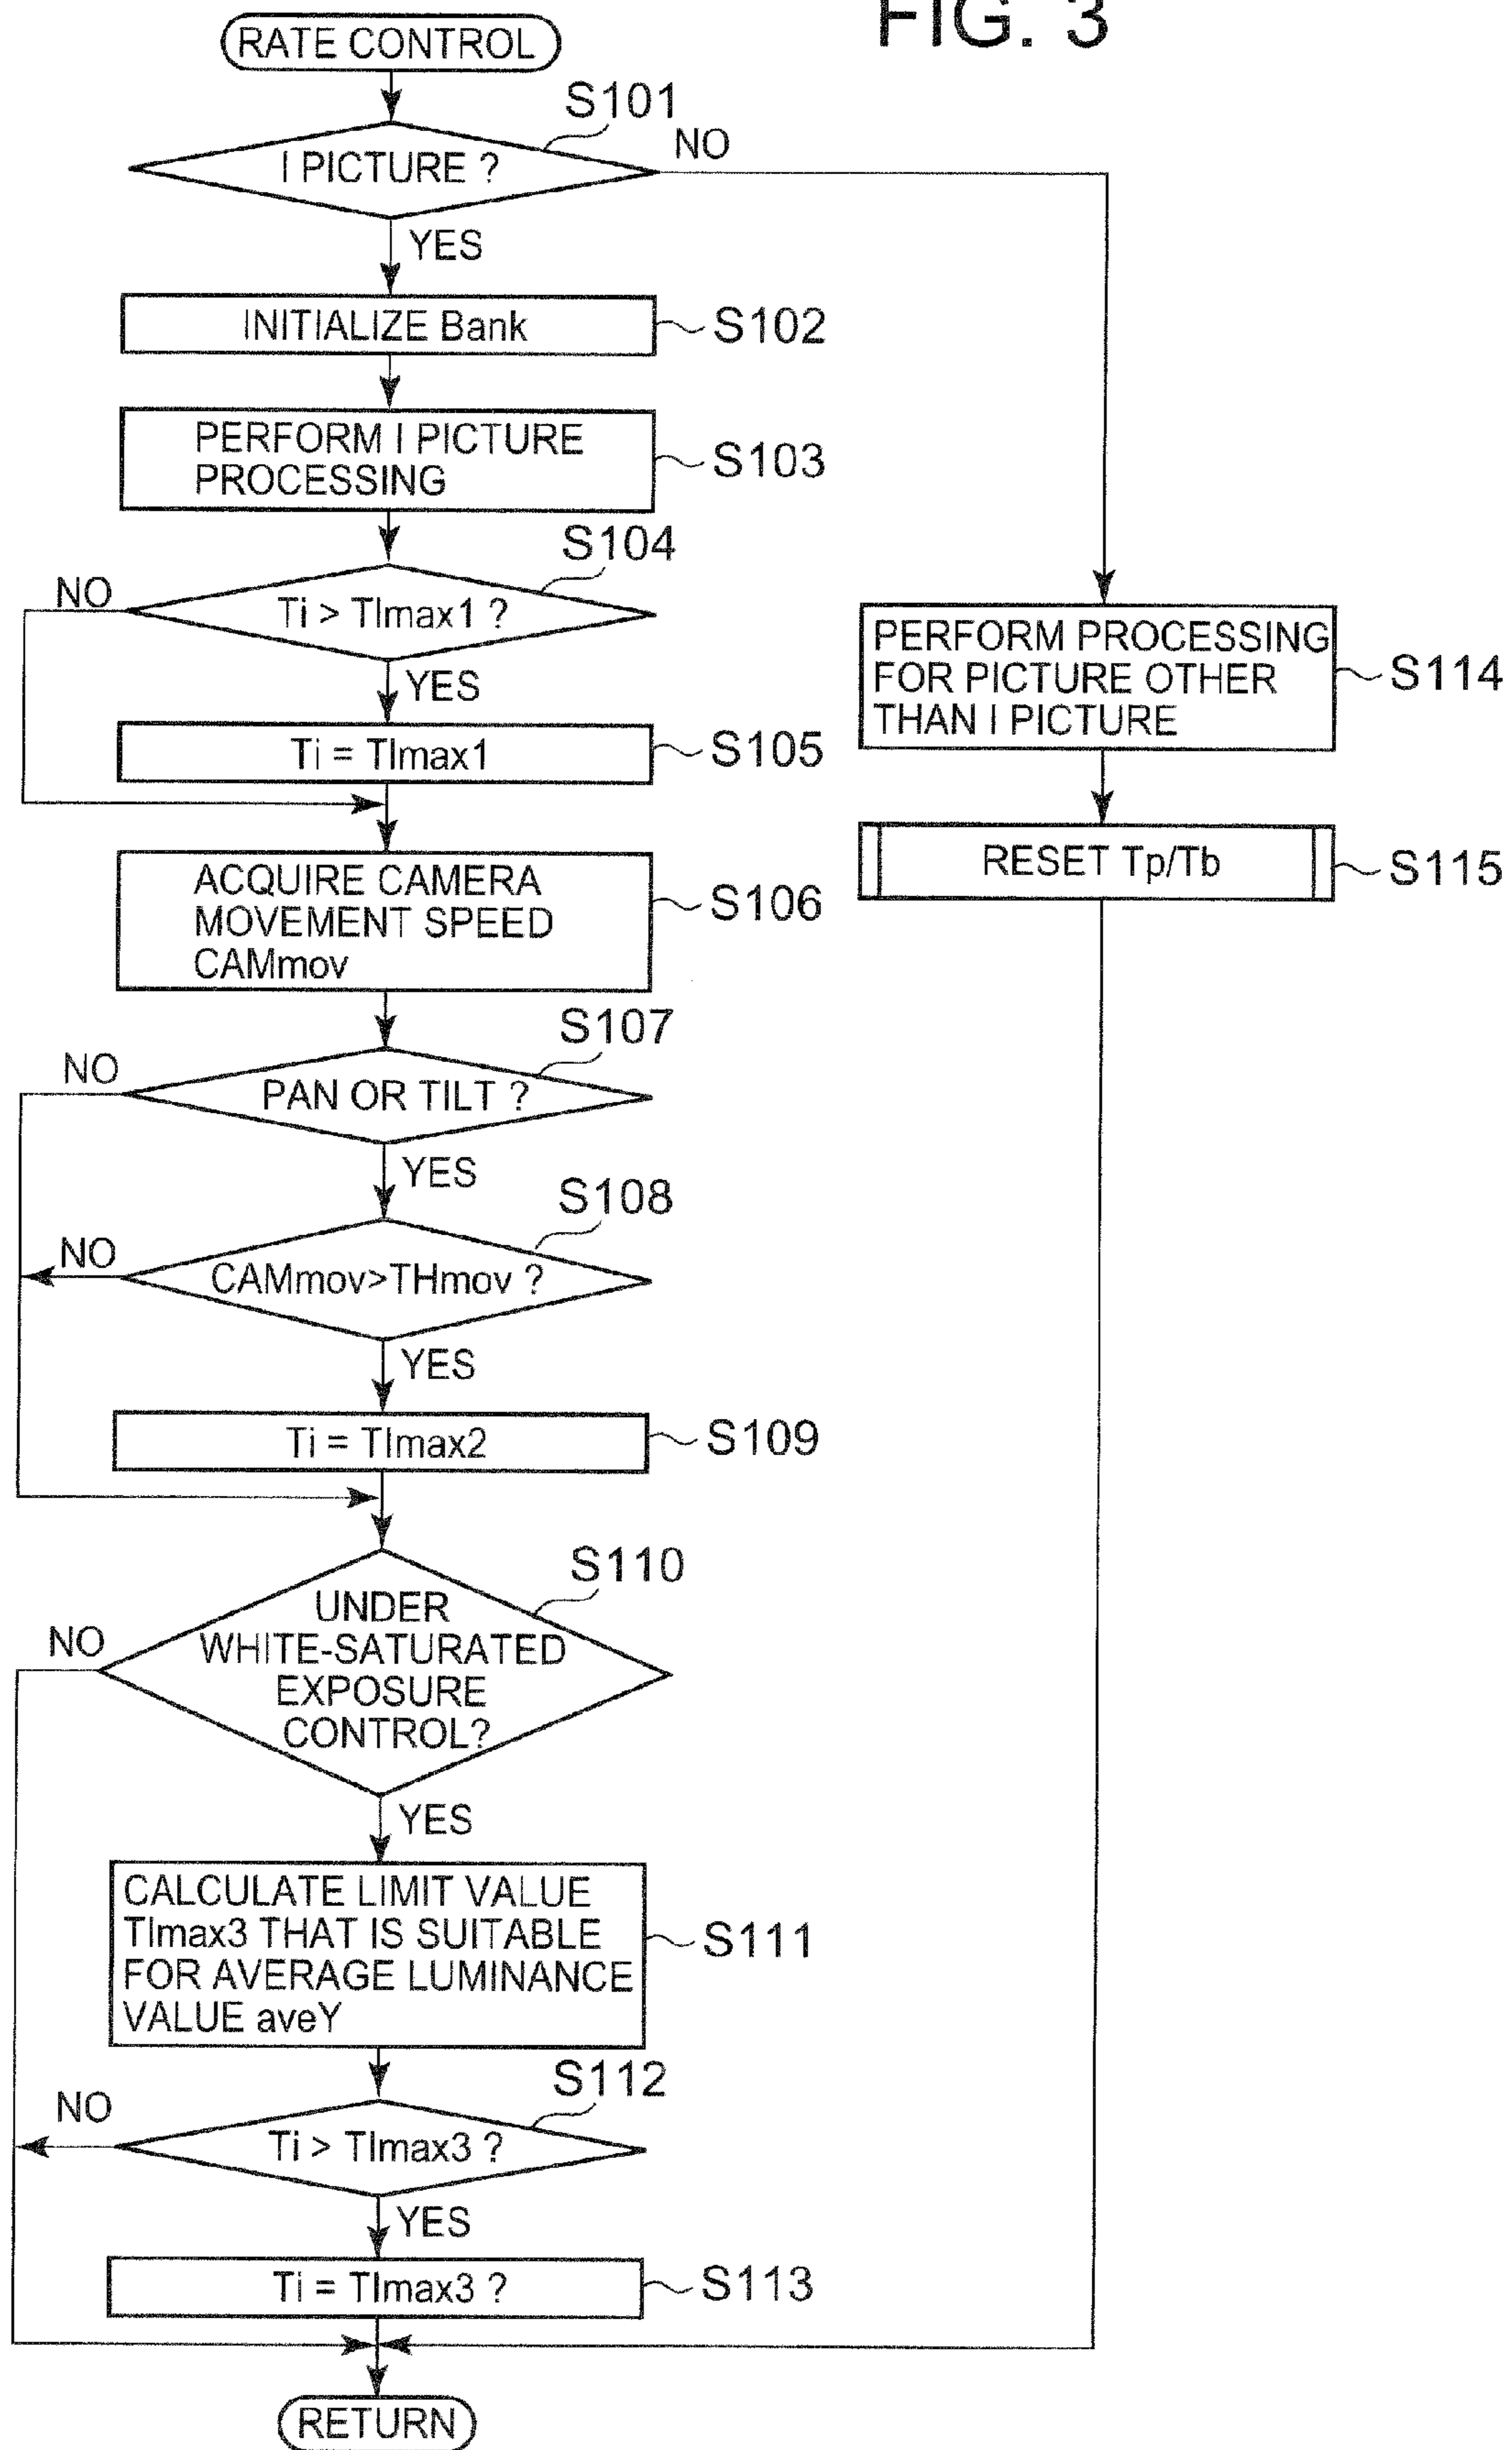 FIG. 3
RATE CONTROL
S101
I PICTURE ?
NO
YES
INITIALIZE Bank
S102
PERFORM I PICTURE
PROCESSING
S103
S104
NO
Ti > TImax1 ?
YES
Ti = TImax1
S105
PERFORM PROCESSING
FOR PICTURE OTHER
THAN I PICTURE
S114
RESET Tp/Tb
S115
ACQUIRE CAMERA
MOVEMENT SPEED
CAMmov
S106
S107
NO
PAN OR TILT ?
YES
S108
NO
CAMmov>THmov ?
YES
Ti = TImax2
S109
S110
NO
UNDER
WHITE-SATURATED
EXPOSURE
CONTROL?
YES
CALCULATE LIMIT VALUE
TImax3 THAT IS SUITABLE
FOR AVERAGE LUMINANCE
VALUE aveY
S111
S112
NO
Ti > TImax3 ?
YES
Ti = TImax3 ?
S113
RETURN